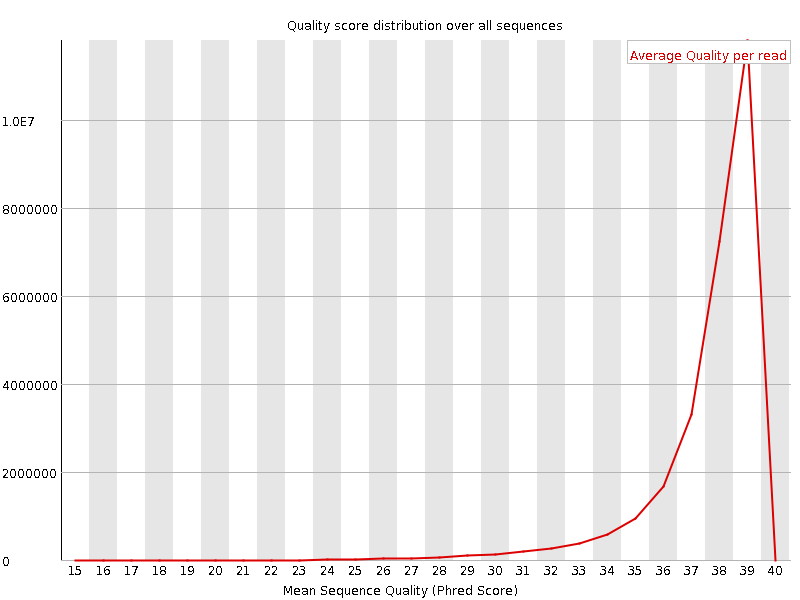 Quality score distribution over all sequences
Average Quality per read
1.0E7
8000000
6000000
4000000
2000000
0
15 16 17 18 19 20 21 22 23 24 25 26 27 28 29 30 31 32 33 34 35 36 37 38 39 40
Mean Sequence Quality (Phred Score)